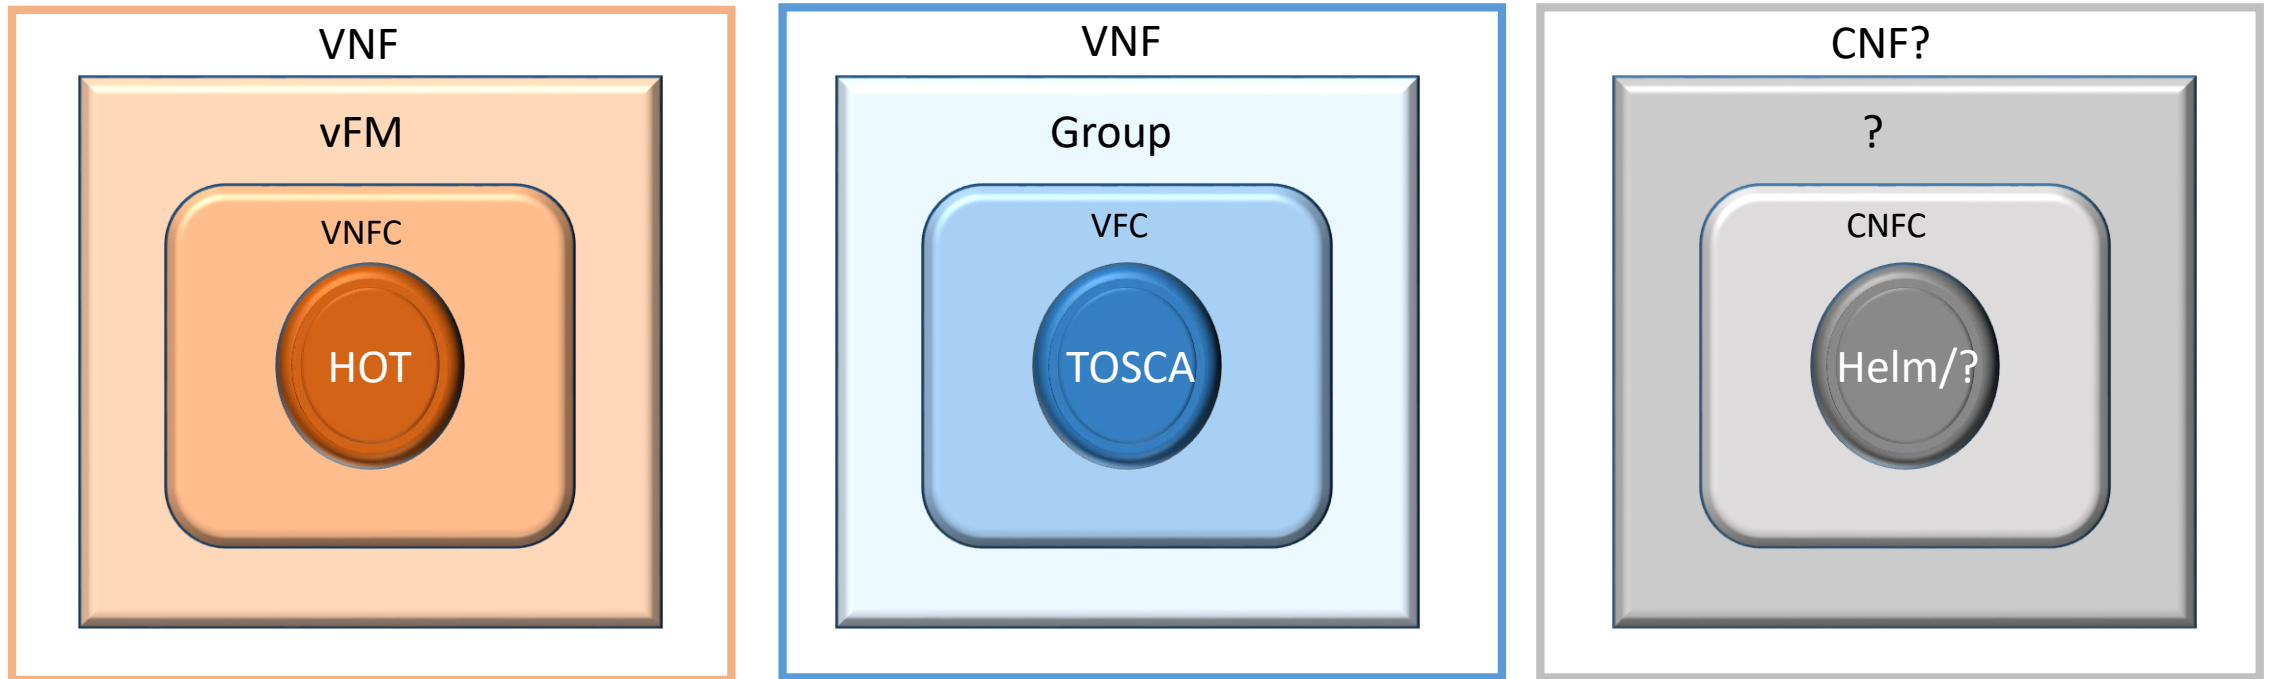 VNF
vFM
VNFC
HOT
VNF
Group
VFC
TOSCA
CNF?
?
CNFC
Helm/?